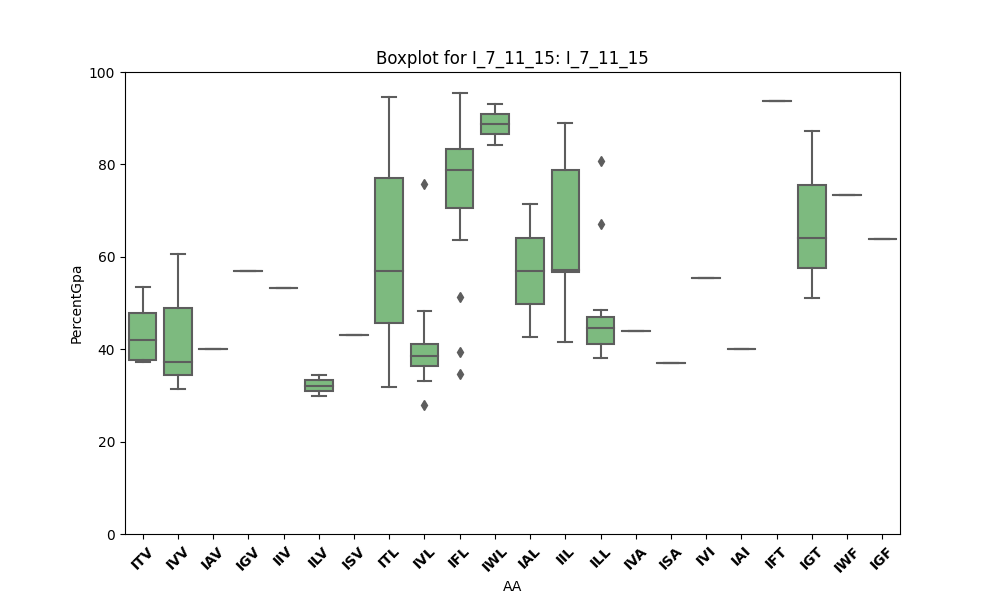 Boxplot for I_7_11_15: I_7_11_15
100
80
60
40
20
0
PercentGpa
ITV IVV IAV IGV IIV ILV ISV ITL IVL IFL IWL IAL IIL ILL IVA ISA IVI IAI IFT IGT IWF IGF
AA